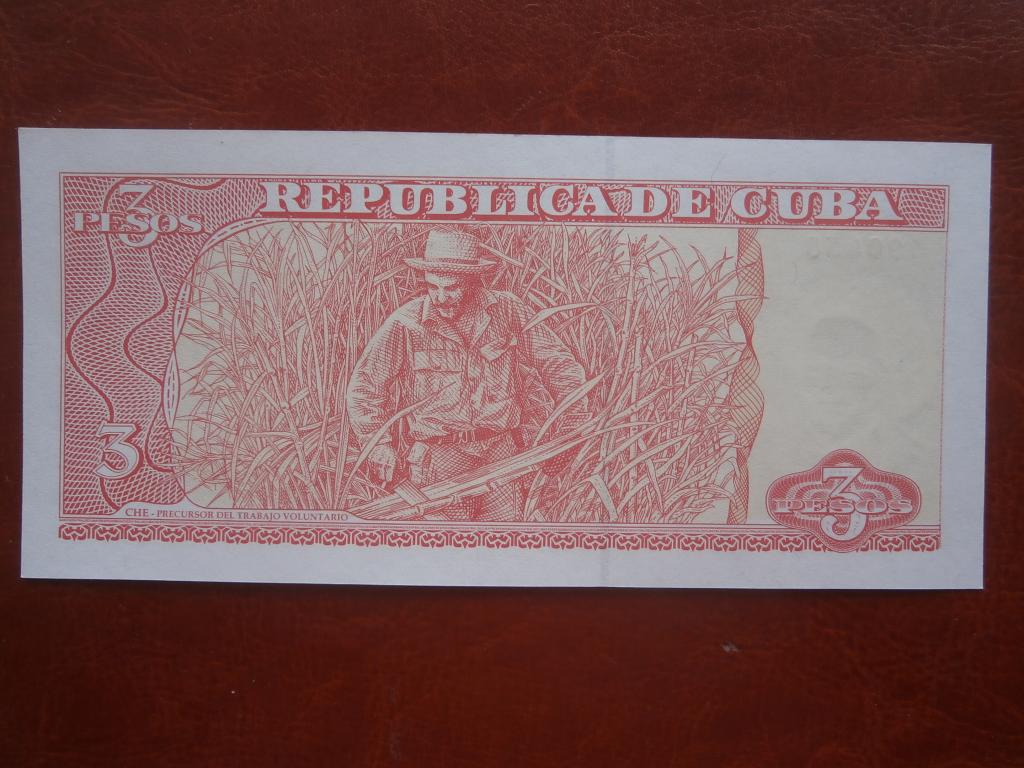 3
PESOS
REPUBLICA DE CUBA
3
CHE - PRECURSOR DEL TRABAJO VOLUNTARIO
3
PESOS